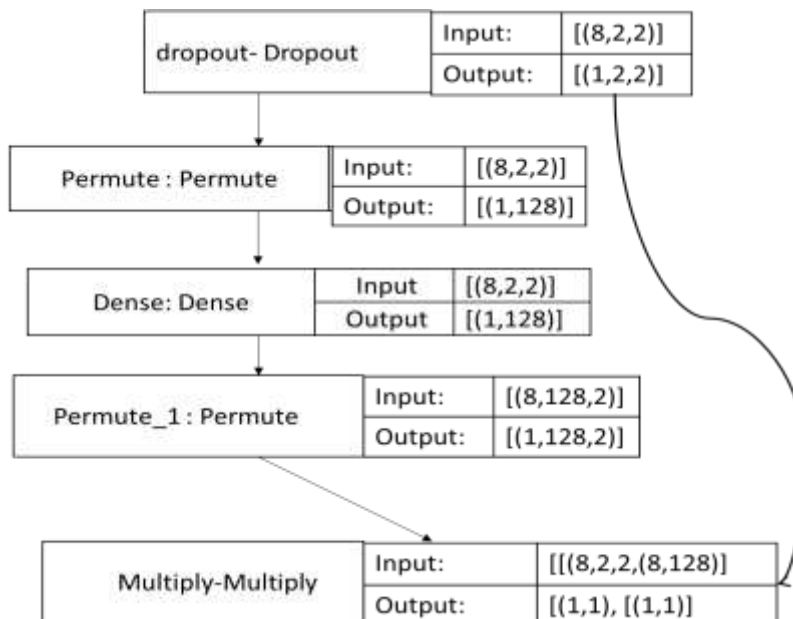 dropout- Dropout
Input: [(8,2,2)]
Output: [(1,2,2)]
Permute : Permute
Input: [(8,2,2)]
Output: [(1,128)]
Dense: Dense
Input [(8,2,2)]
Output [(1,128)]
Permute_1 : Permute
Input: [(8,128,2)]
Output: [(1,128,2)]
Multiply-Multiply
Input: [[(8,2,2,(8,128)]
Output: [(1,1), [(1,1)]